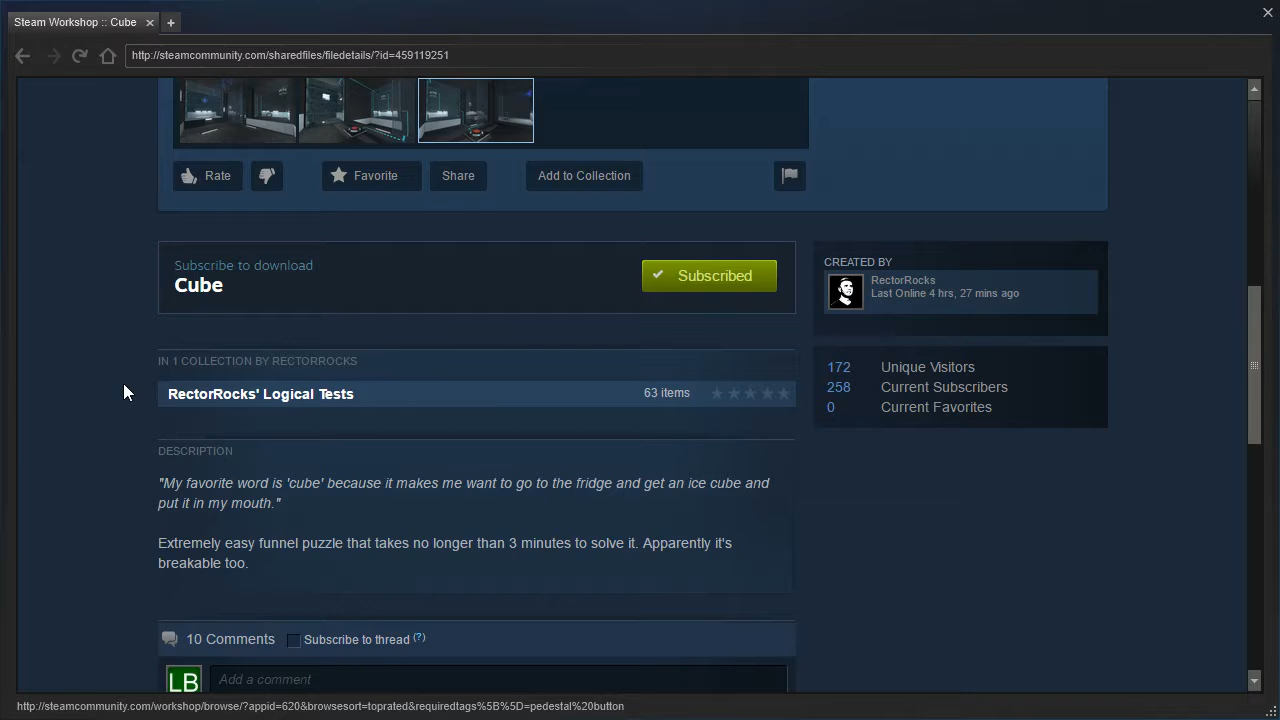 Steam Workshop :: Cube
http://steamcommunity.com/sharedfiles/filedetails/?id=459119251
Rate
Favorite
Share
Add to Collection
Subscribe to download
Cube
Subscribed
CREATED BY
RectorRocks
Last Online 4 hrs, 27 mins ago
IN 1 COLLECTION BY RECTORROCKS
RectorRocks' Logical Tests 63 items
172 Unique Visitors
258 Current Subscribers
0 Current Favorites
DESCRIPTION
"My favorite word is 'cube' because it makes me want to go to the fridge and get an ice cube and
put it in my mouth."
Extremely easy funnel puzzle that takes no longer than 3 minutes to solve it. Apparently it's
breakable too.
10 Comments Subscribe to thread (?)
LB
Add a comment
http://steamcommunity.com/workshop/browse/?appid=620&browsesort=toprated&requiredtags%5B%5D=pedestal%20button